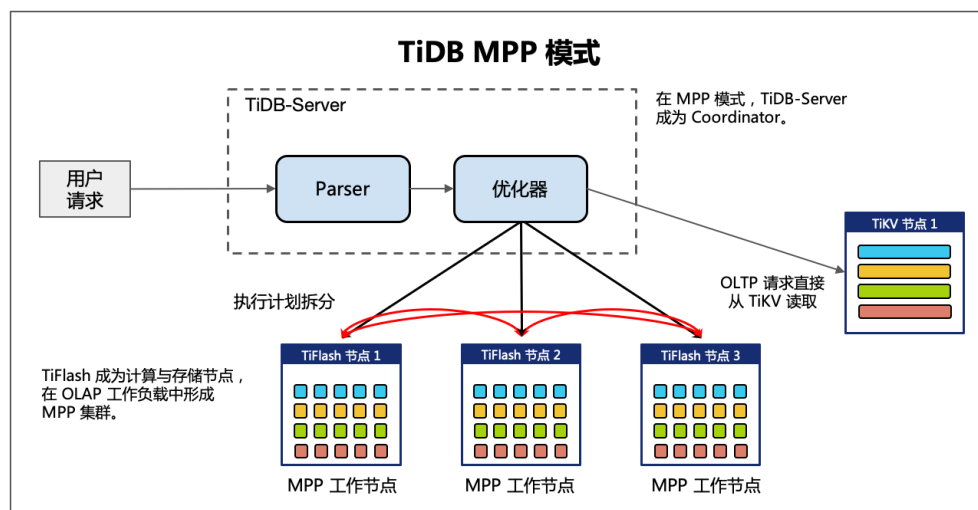 TiDB MPP 模式
TiDB-Server
在 MPP 模式，TiDB-Server
成为 Coordinator。
用户
请求
Parser
优化器
TiKV 节点 1
OLTP 请求直接
从 TiKV 读取
执行计划拆分
TiFlash 节点 1
TiFlash 节点 2
TiFlash 节点 3
TiFlash 成为计算与存储节点，
在 OLAP 工作负载中形成
MPP 集群。
MPP 工作节点
MPP 工作节点
MPP 工作节点